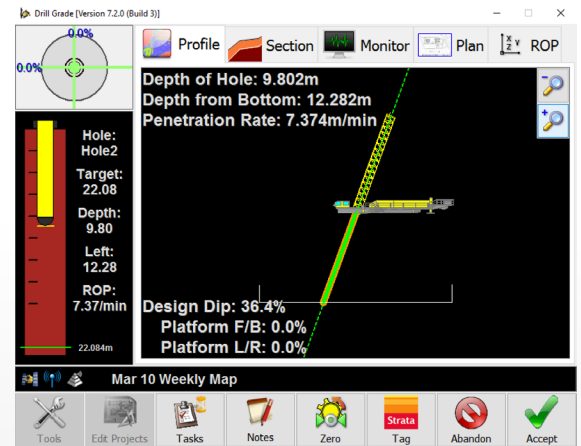 Drill Grade [Version 7.2.0 (Build 3)]
0.0%
0.0%
Profile
Section
Monitor
Plan
X
Z Y
ROP
Depth of Hole: 9.802m
Depth from Bottom: 12.282m
Penetration Rate: 7.374m/min
Hole:
Hole2
Target:
22.08
Depth:
9.80
Left:
12.28
ROP:
7.37/min
22.084m
Design Dip: 36.4%
Platform F/B: 0.0%
Platform L/R: 0.0%
Mar 10 Weekly Map
Tools
Edit Projects
Tasks
Notes
Zero
Strata
Tag
Abandon
Accept